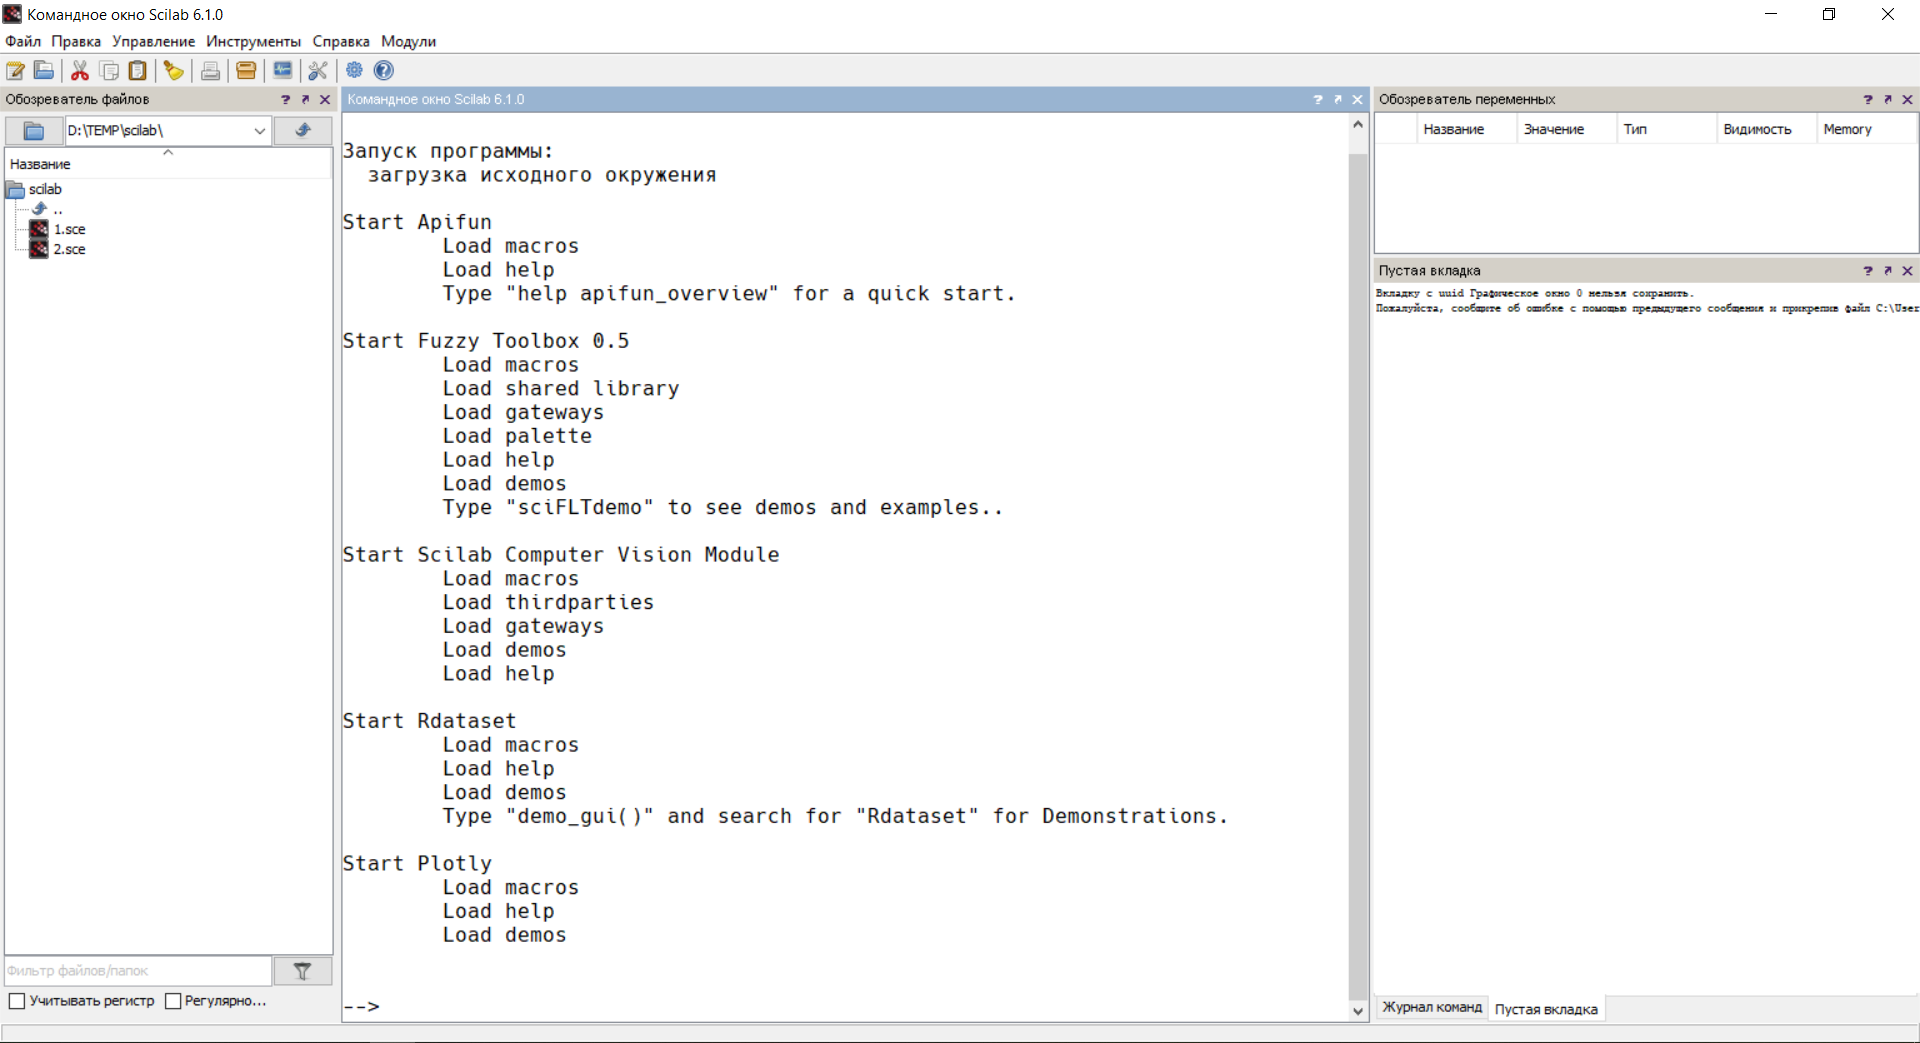 Командное окно Scilab 6.1.0
Файл Правка Управление Инструменты Справка Модули
Обозреватель файлов
D:\TEMP\scilab\
Название
scilab
..
1.sce
2.sce
Фильтр файлов/папок
Учитывать регистр Регулярно...
Командное окно Scilab 6.1.0
Запуск программы:
загрузка исходного окружения
Start Apifun
Load macros
Load help
Type "help apifun_overview" for a quick start.
Start Fuzzy Toolbox 0.5
Load macros
Load shared library
Load gateways
Load palette
Load help
Load demos
Type "sciFLTdemo" to see demos and examples..
Start Scilab Computer Vision Module
Load macros
Load thirdparties
Load gateways
Load demos
Load help
Start Rdataset
Load macros
Load help
Load demos
Type "demo_gui()" and search for "Rdataset" for Demonstrations.
Start Plotly
Load macros
Load help
Load demos
-->
Обозреватель переменных
Название Значение Тип Видимость Memory
Пустая вкладка
Вкладку с uuid Графическое окно 0 нельзя сохранить.
Пожалуйста, сообщите об ошибке с помощью предыдущего сообщения и прикрепив файл C:\User
Журнал команд Пустая вкладка